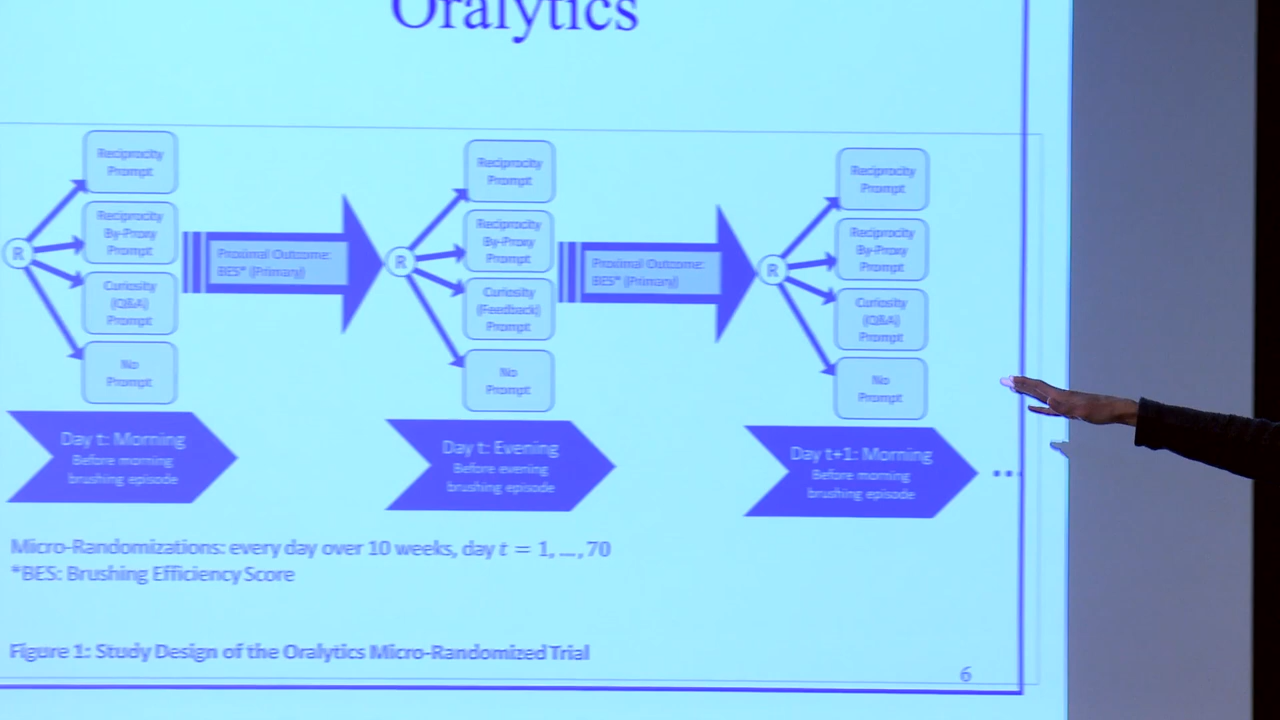 Oralytics
Reciprocity
Prompt
Reciprocity
By-Proxy
Prompt
Curiosity
(Q&A)
Prompt
No
Prompt
R
Proximal Outcome:
BES* (Primary)
R
Reciprocity
Prompt
Reciprocity
By-Proxy
Prompt
Curiosity
(Feedback)
Prompt
No
Prompt
Proximal Outcome:
BES* (Primary)
R
Reciprocity
Prompt
Reciprocity
By-Proxy
Prompt
Curiosity
(Q&A)
Prompt
No
Prompt
Day t: Morning
Before morning
brushing episode
Day t: Evening
Before evening
brushing episode
Day t+1: Morning
Before morning
brushing episode
...
Micro-Randomizations: every day over 10 weeks, day t = 1, ..., 70
*BES: Brushing Efficiency Score
Figure 1: Study Design of the Oralytics Micro-Randomized Trial
6